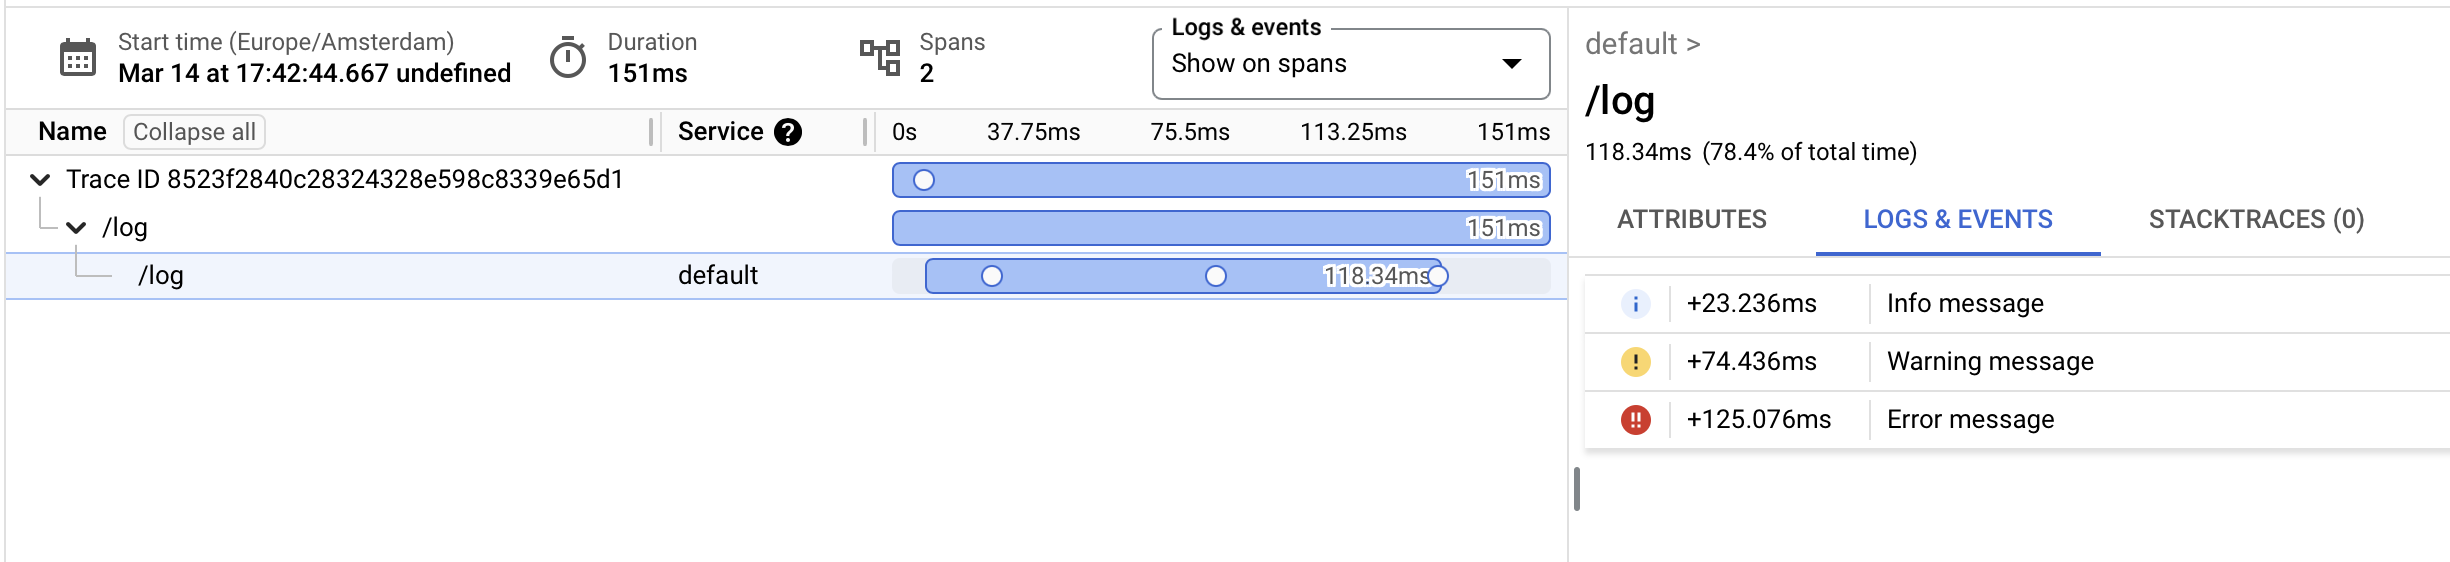 Start time (Europe/Amsterdam)
Mar 14 at 17:42:44.667 undefined
Duration
151ms
Spans
2
Logs & events
Show on spans
Name Collapse all Service ? 0s 37.75ms 75.5ms 113.25ms 151ms
Trace ID 8523f2840c28324328e598c8339e65d1 151ms
/log 151ms
/log default 118.34ms
default >
/log
118.34ms (78.4% of total time)
ATTRIBUTES LOGS & EVENTS STACKTRACES (0)
i +23.236ms Info message
! +74.436ms Warning message
!! +125.076ms Error message